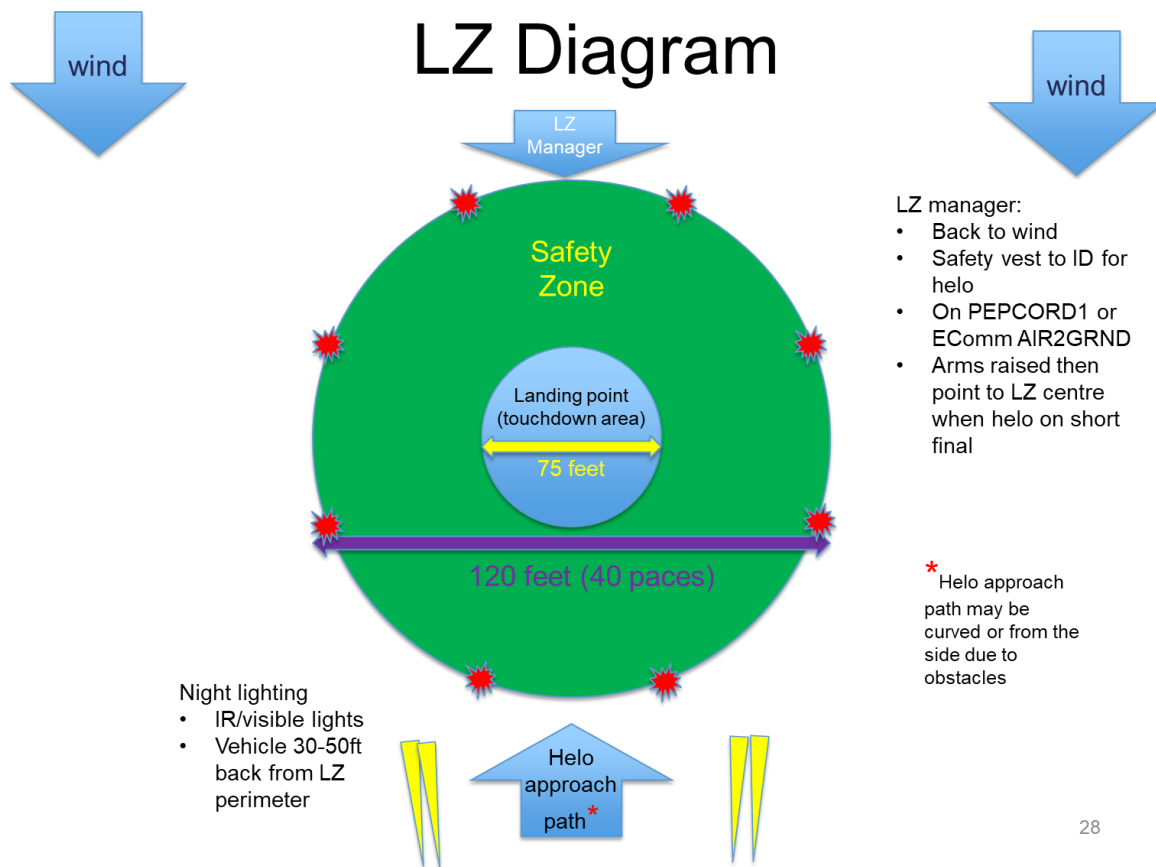 LZ Diagram
wind
wind
LZ
Manager
Safety
Zone
Landing point
(touchdown area)
75 feet
120 feet (40 paces)
LZ manager:
• Back to wind
• Safety vest to ID for
helo
• On PEPCORD1 or
EComm AIR2GRND
• Arms raised then
point to LZ centre
when helo on short
final
*Helo approach
path may be
curved or from the
side due to
obstacles
Night lighting
• IR/visible lights
• Vehicle 30-50ft
back from LZ
perimeter
Helo
approach
path*
28